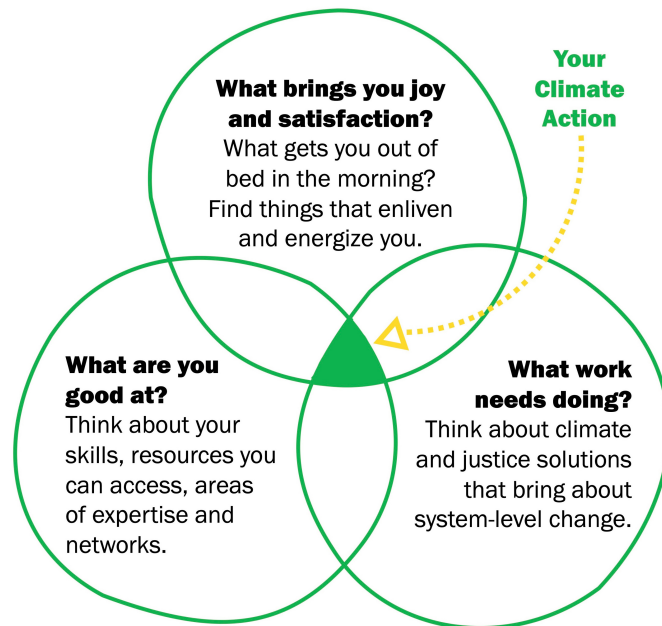 What brings you joy
and satisfaction?
What gets you out of
bed in the morning?
Find things that enliven
and energize you.
Your
Climate
Action
What are you
good at?
Think about your
skills, resources you
can access, areas
of expertise and
networks.
What work
needs doing?
Think about climate
and justice solutions
that bring about
system-level change.